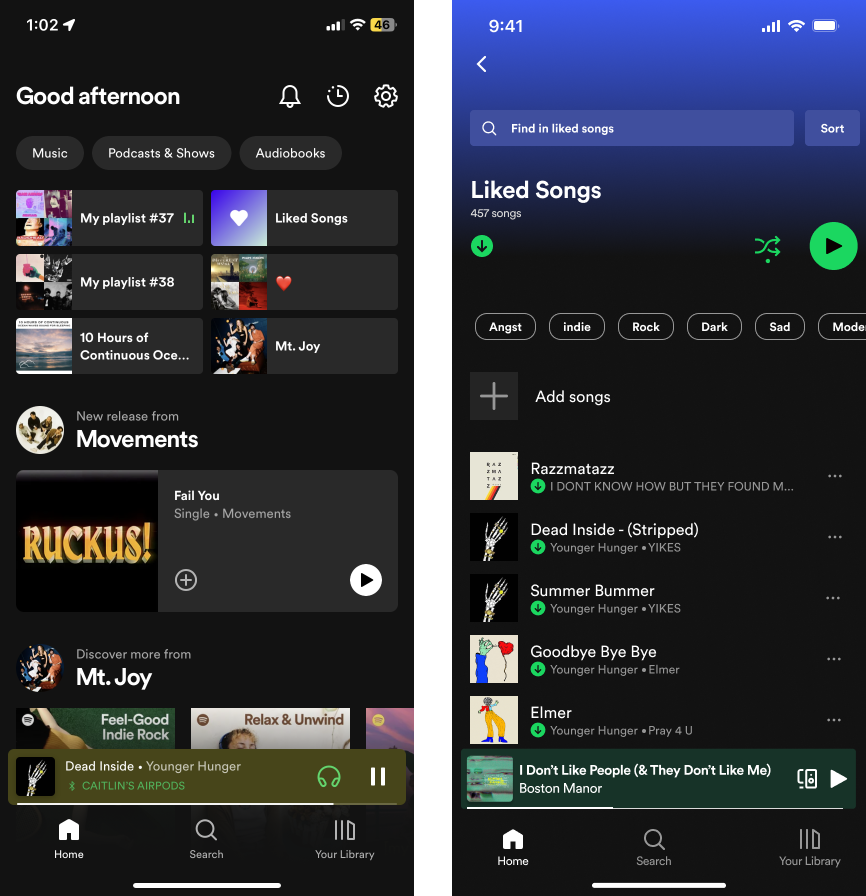 1:02
46
Good afternoon
Music
Podcasts & Shows
Audiobooks
My playlist #37
Liked Songs
My playlist #38
❤️
10 Hours of
Continuous Oce...
Mt. Joy
New release from
Movements
RUCKUS!
Fail You
Single • Movements
Discover more from
Mt. Joy
Feel-Good
Indie Rock
Relax & Unwind
Dead Inside • Younger Hunger
CAITLIN'S AIRPODS
Home
Search
Your Library
9:41
Find in liked songs
Sort
Liked Songs
457 songs
Angst
indie
Rock
Dark
Sad
Mode
Add songs
Razzmatazz
I DONT KNOW HOW BUT THEY FOUND M...
Dead Inside - (Stripped)
Younger Hunger • YIKES
Summer Bummer
Younger Hunger • YIKES
Goodbye Bye Bye
Younger Hunger • Elmer
Elmer
Younger Hunger • Pray 4 U
I Don't Like People (& They Don't Like Me)
Boston Manor
Home
Search
Your Library